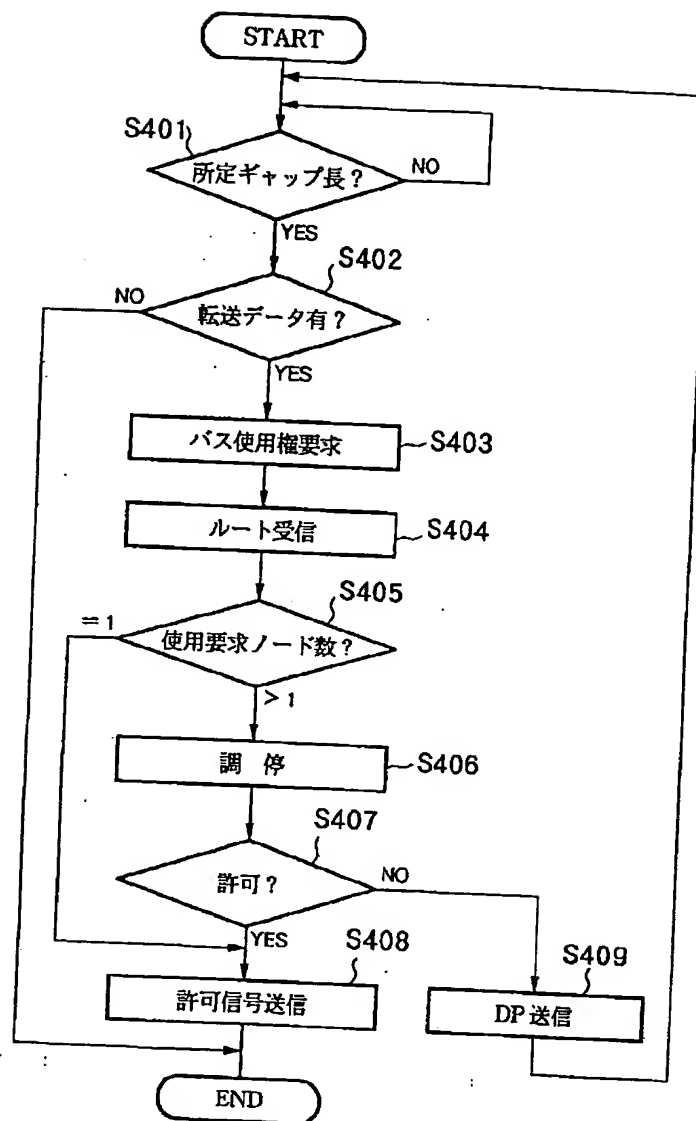 START
S401
所定ギャップ長?
NO
YES
S402
NO
転送データ有?
YES
バス使用権要求
S403
ルート受信
S404
S405
=1
使用要求ノード数?
>1
調 停
S406
S407
許可?
NO
YES
S408
S409
許可信号送信
DP送信
END